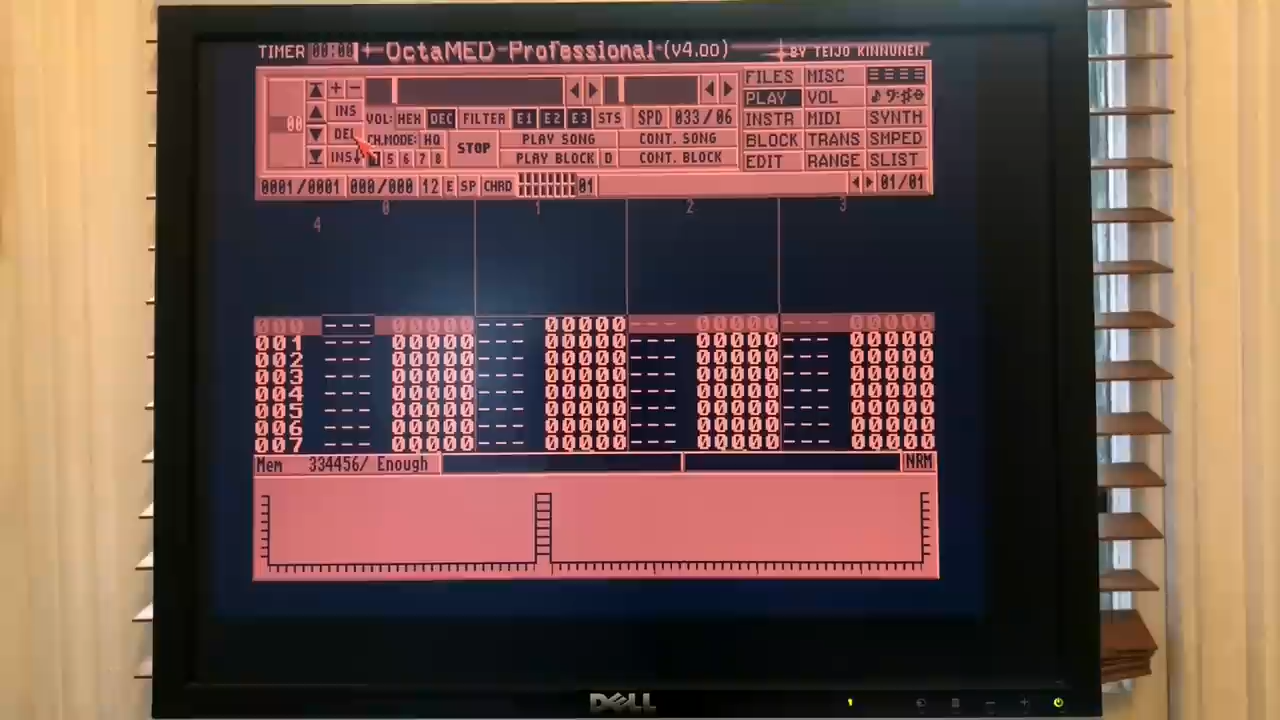 TIMER 00:00 OctaMED Professional (V4.00) BY TEIJO KINNUNEN
+ - FILES MISC
INS VOL: HEX DEC FILTER E1 E2 E3 STS SPD 033/06 PLAY VOL
00 DEL CH.MODE: HQ STOP PLAY SONG CONT. SONG INSTR MIDI SYNTH
INS 5 6 7 8 PLAY BLOCK D CONT. BLOCK BLOCK TRANS SMPED
EDIT RANGE SLIST
0001/0001 000/000 12 E SP CHRD 01 01/01
4 0 1 2 3
000 --- 00000 --- 00000 --- 00000 --- 00000
001 --- 00000 --- 00000 --- 00000 --- 00000
002 --- 00000 --- 00000 --- 00000 --- 00000
003 --- 00000 --- 00000 --- 00000 --- 00000
004 --- 00000 --- 00000 --- 00000 --- 00000
005 --- 00000 --- 00000 --- 00000 --- 00000
006 --- 00000 --- 00000 --- 00000 --- 00000
007 --- 00000 --- 00000 --- 00000 --- 00000
Mem 334456/ Enough NRM
DELL